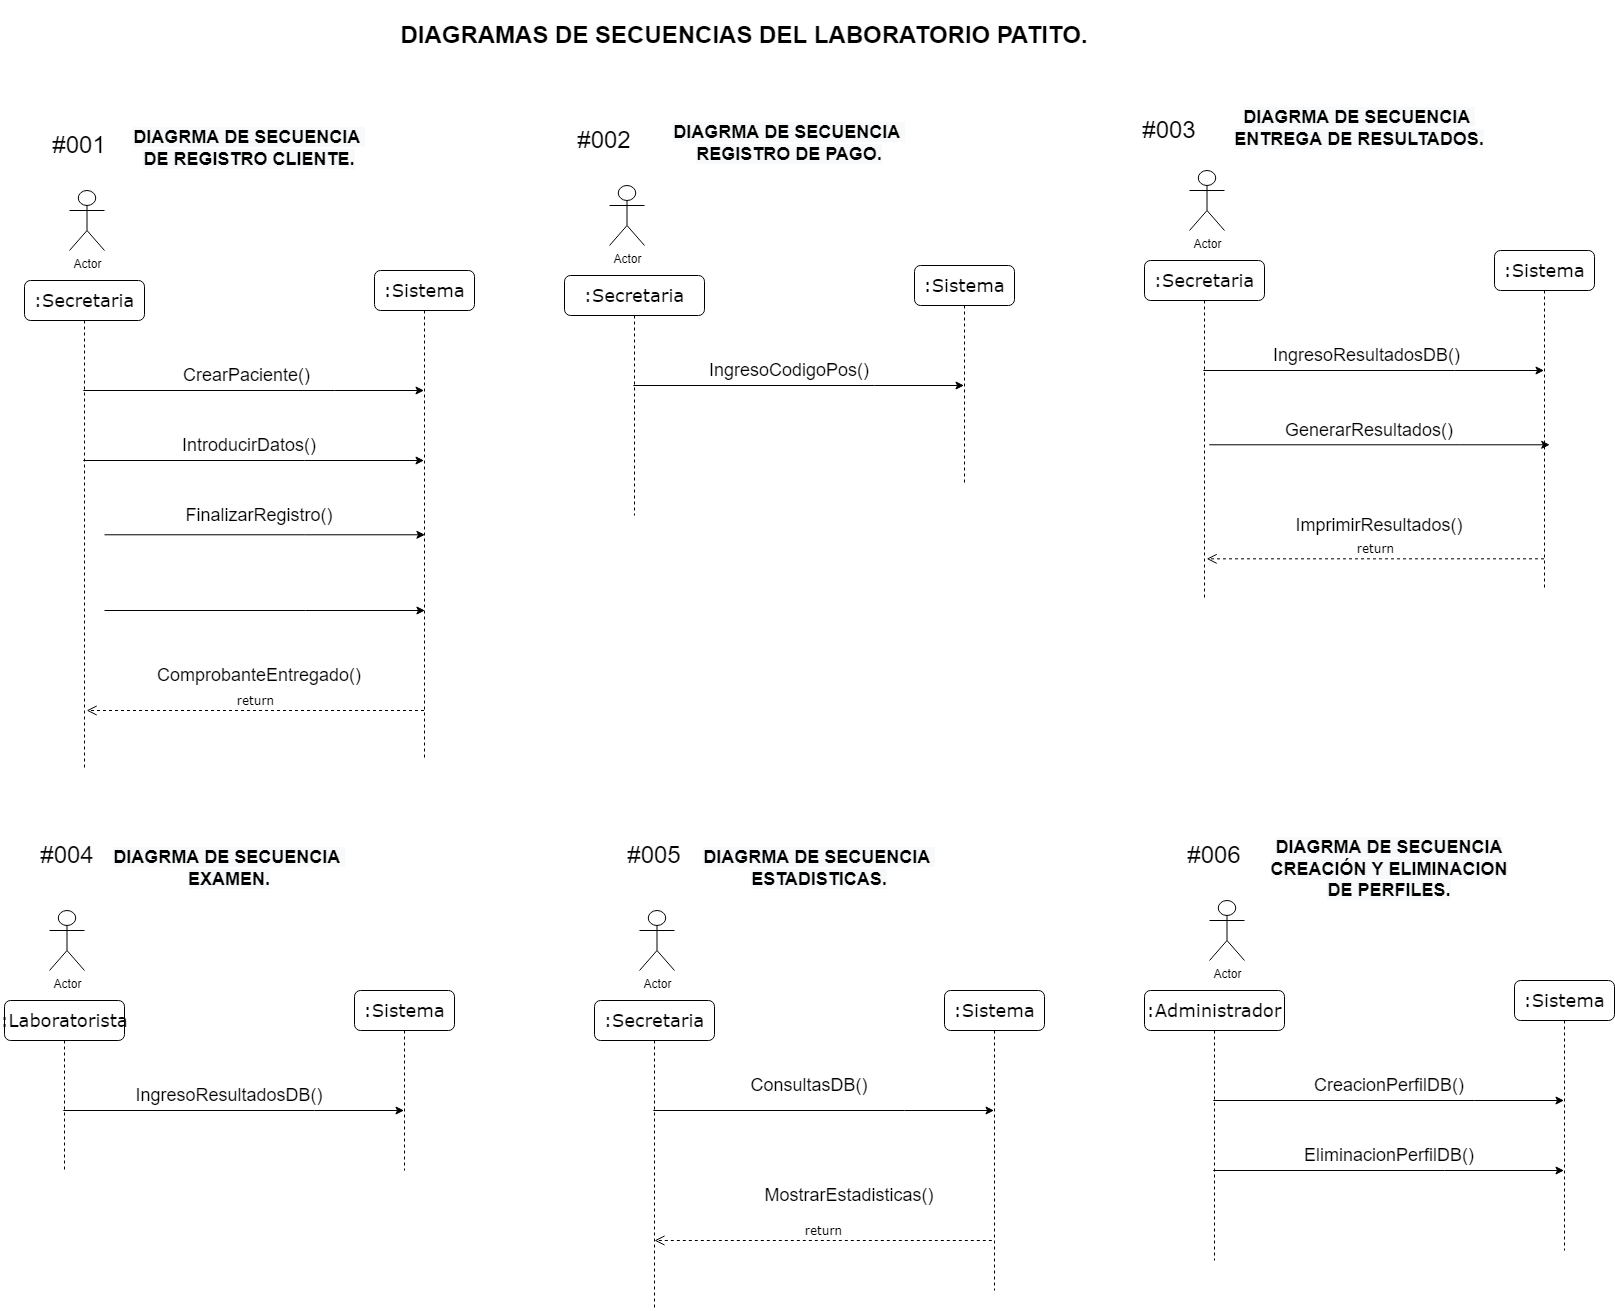 DIAGRAMAS DE SECUENCIAS DEL LABORATORIO PATITO.
#001
DIAGRMA DE SECUENCIA
DE REGISTRO CLIENTE.
Actor
:Secretaria
:Sistema
CrearPaciente()
IntroducirDatos()
FinalizarRegistro()
ComprobanteEntregado()
return
#002
DIAGRMA DE SECUENCIA
REGISTRO DE PAGO.
Actor
:Secretaria
:Sistema
IngresoCodigoPos()
#003
DIAGRMA DE SECUENCIA
ENTREGA DE RESULTADOS.
Actor
:Secretaria
:Sistema
IngresoResultadosDB()
GenerarResultados()
ImprimirResultados()
return
#004
DIAGRMA DE SECUENCIA
EXAMEN.
Actor
:Laboratorista
:Sistema
IngresoResultadosDB()
#005
DIAGRMA DE SECUENCIA
ESTADISTICAS.
Actor
:Secretaria
:Sistema
ConsultasDB()
MostrarEstadisticas()
return
#006
DIAGRMA DE SECUENCIA
CREACIÓN Y ELIMINACION
DE PERFILES.
Actor
:Administrador
:Sistema
CreacionPerfilDB()
EliminacionPerfilDB()